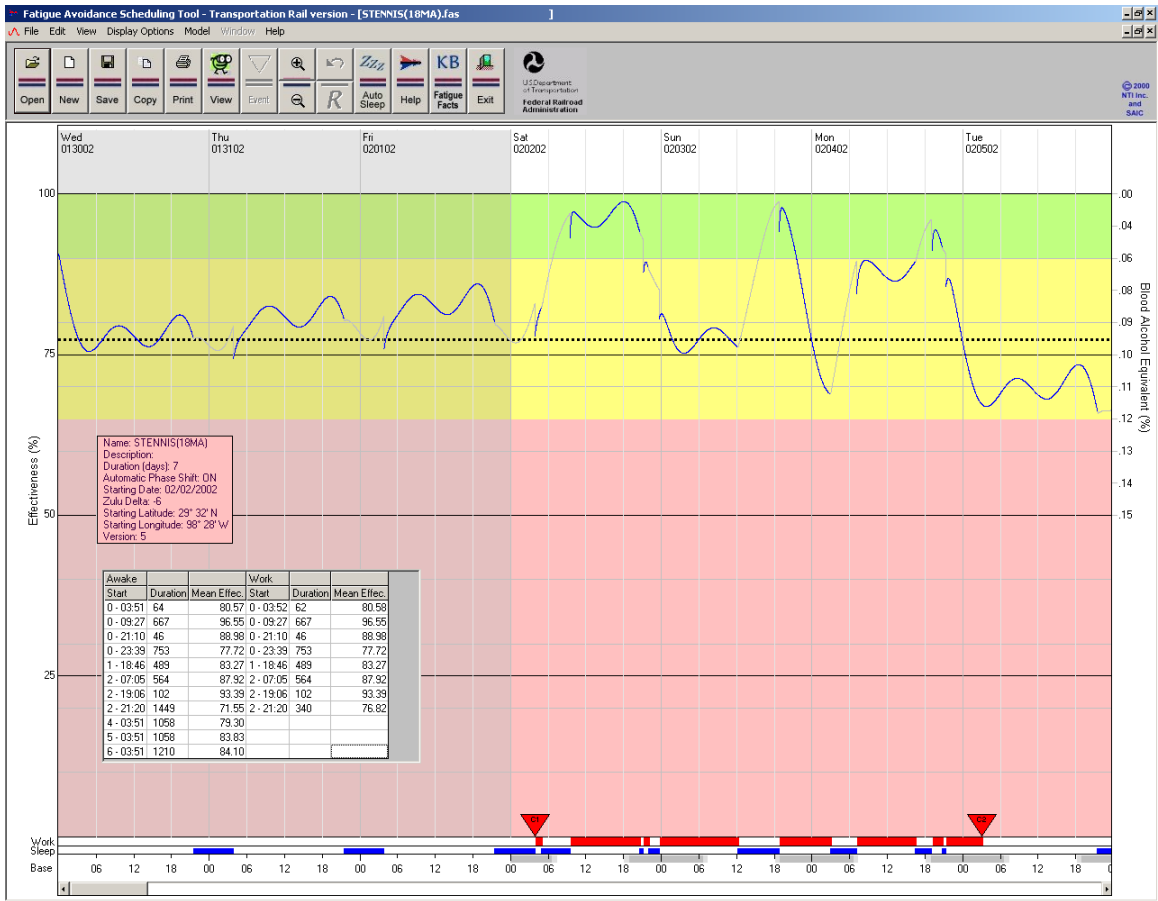 Fatigue Avoidance Scheduling Tool - Transportation Rail version - [STENNIS(18MA).fas ]
File Edit View Display Options Model Window Help
ZZZ KB
Open New Save Copy Print View Event R Auto Sleep Help Fatigue Facts Exit
U.S.Department
of Transportation
Federal Railroad
Administration
© 2000
NTI Inc.
and
SAIC
Wed Thu Fri Sat Sun Mon Tue
013002 013102 020102 020202 020302 020402 020502
100 .00
.04
.06
.08
.09
75 .10
.11
.12
.13
.14
50 .15
25
Effectiveness (%)
Blood Alcohol Equivalent (%)
Name: STENNIS(18MA)
Description:
Duration (days): 7
Automatic Phase Shift: ON
Starting Date: 02/02/2002
Zulu Delta: -6
Starting Latitude: 29° 32' N
Starting Longitude: 98° 28' W
Version: 5
Awake Work
Start Duration Mean Effec. Start Duration Mean Effec.
0 - 03:51 64 80.57 0 - 03:52 62 80.58
0 - 09:27 667 96.55 0 - 09:27 667 96.55
0 - 21:10 46 88.98 0 - 21:10 46 88.98
0 - 23:39 753 77.72 0 - 23:39 753 77.72
1 - 18:46 489 83.27 1 - 18:46 489 83.27
2 - 07:05 564 87.92 2 - 07:05 564 87.92
2 - 19:06 102 93.39 2 - 19:06 102 93.39
2 - 21:20 1449 71.55 2 - 21:20 340 76.82
4 - 03:51 1058 79.30
5 - 03:51 1058 83.83
6 - 03:51 1210 84.10
Work
Sleep
Base 06 12 18 00 06 12 18 00 06 12 18 00 06 12 18 00 06 12 18 00 06 12 18 00 06 12 18